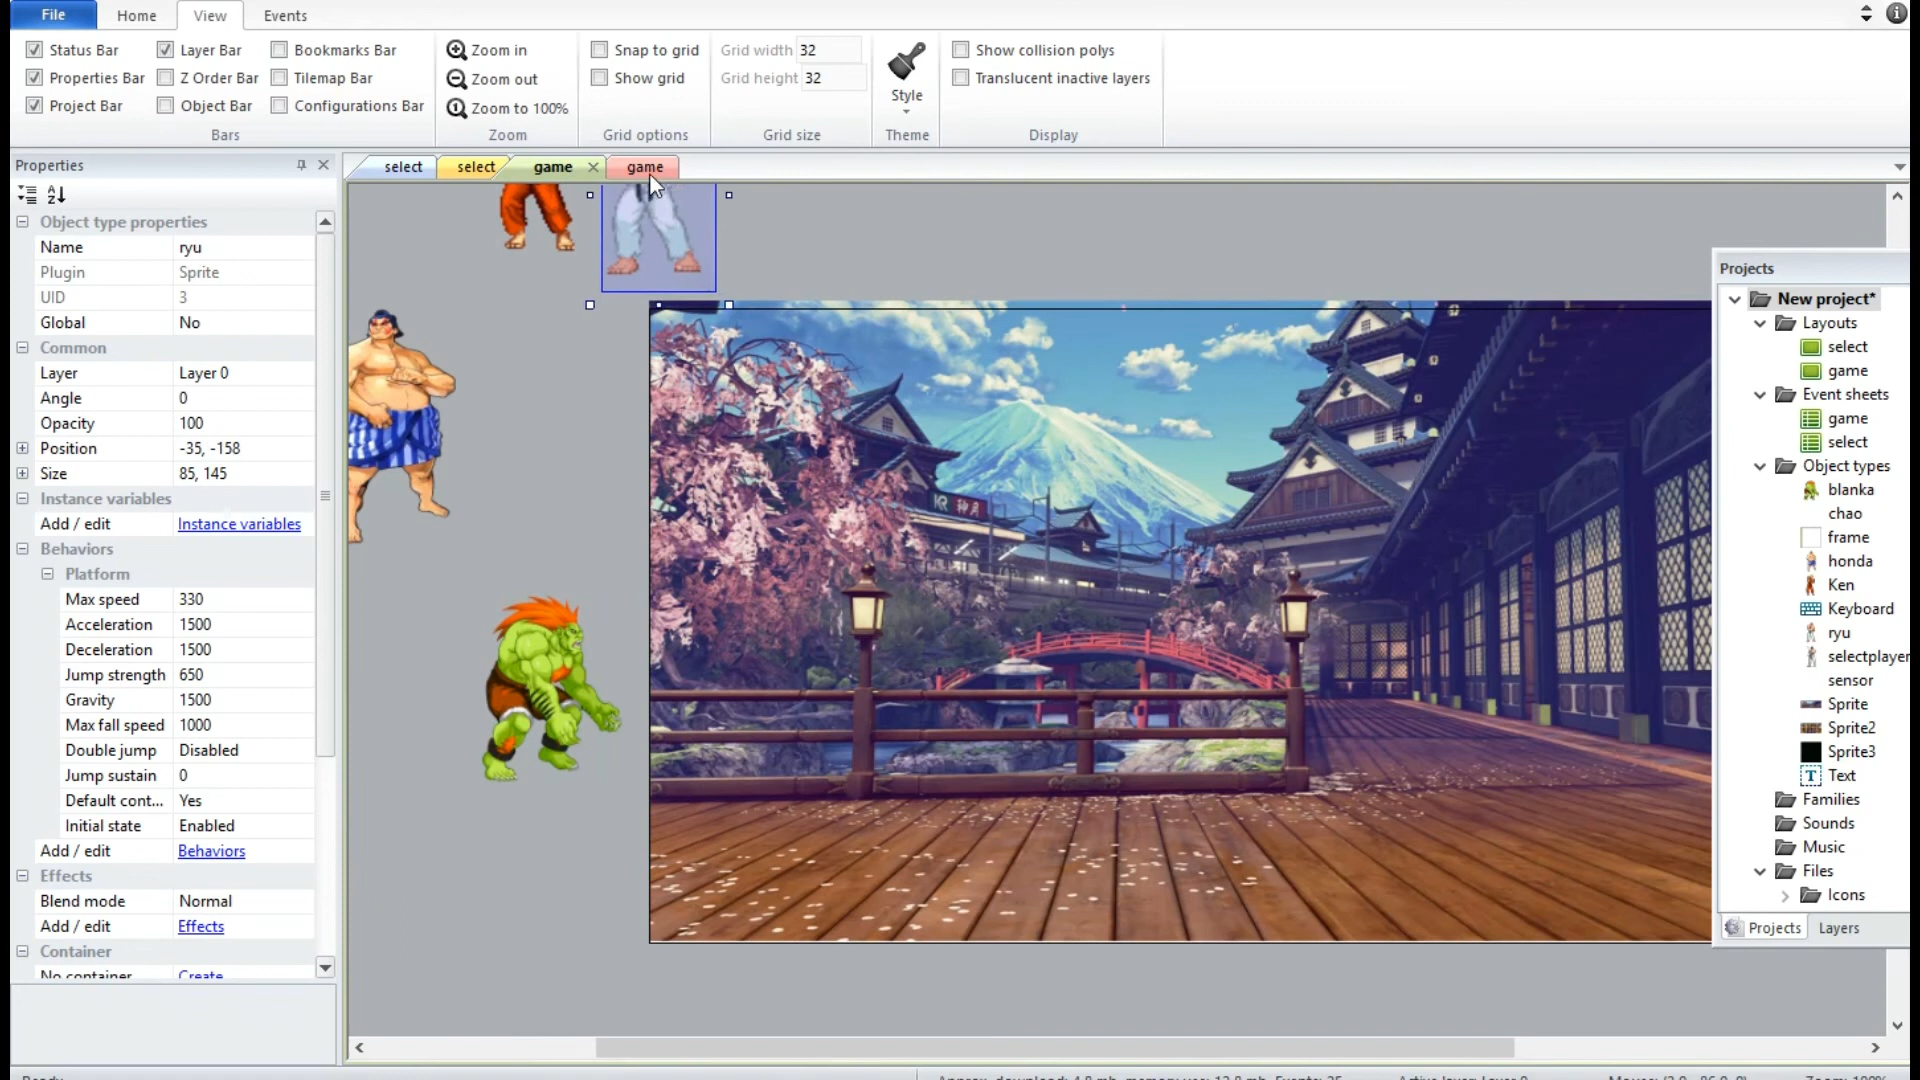 File Home View Events
Status Bar Layer Bar Bookmarks Bar Zoom in Snap to grid Grid width 32 Show collision polys
Properties Bar Z Order Bar Tilemap Bar Zoom out Show grid Grid height 32 Translucent inactive layers
Project Bar Object Bar Configurations Bar Zoom to 100% Style
Bars Zoom Grid options Grid size Theme Display
Properties
select select game game
Object type properties
Name ryu
Plugin Sprite
UID 3
Global No
Common
Layer Layer 0
Angle 0
Opacity 100
Position -35, -158
Size 85, 145
Instance variables
Add / edit Instance variables
Behaviors
Platform
Max speed 330
Acceleration 1500
Deceleration 1500
Jump strength 650
Gravity 1500
Max fall speed 1000
Double jump Disabled
Jump sustain 0
Default cont... Yes
Initial state Enabled
Add / edit Behaviors
Effects
Blend mode Normal
Add / edit Effects
Container
No container Create
KR 神月
Projects
New project*
Layouts
select
game
Event sheets
game
select
Object types
blanka
chao
frame
honda
Ken
Keyboard
ryu
selectplayer
sensor
Sprite
Sprite2
Sprite3
Text
Families
Sounds
Music
Files
Icons
Projects Layers